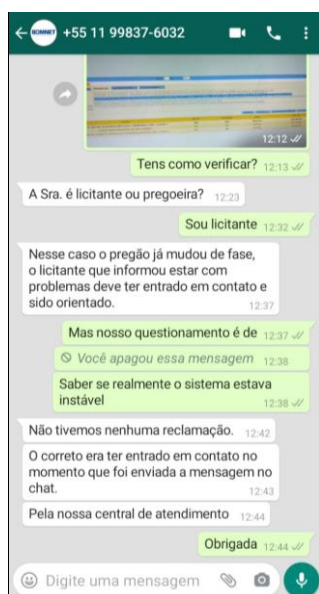 BOMNET
+55 11 99837-6032
12:12
Tens como verificar? 12:13
A Sra. é licitante ou pregoeira? 12:23
Sou licitante 12:32
Nesse caso o pregão já mudou de fase,
o licitante que informou estar com
problemas deve ter entrado em contato e
sido orientado.
12:37
Mas nosso questionamento é de 12:37
Você apagou essa mensagem 12:38
Saber se realmente o sistema estava
instável
12:38
Não tivemos nenhuma reclamação. 12:42
O correto era ter entrado em contato no
momento que foi enviada a mensagem no
chat.
12:43
Pela nossa central de atendimento 12:44
Obrigada 12:44
Digite uma mensagem